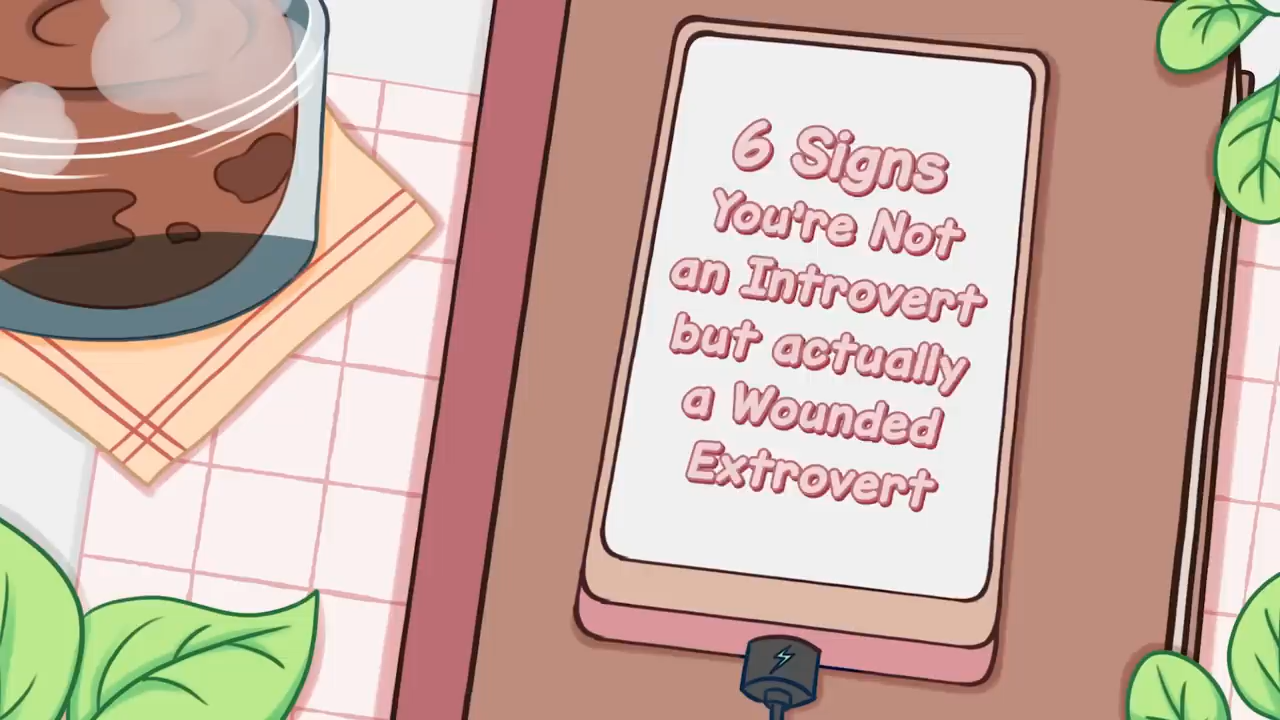 6 Signs
You're Not
an Introvert
but actually
a Wounded
Extrovert